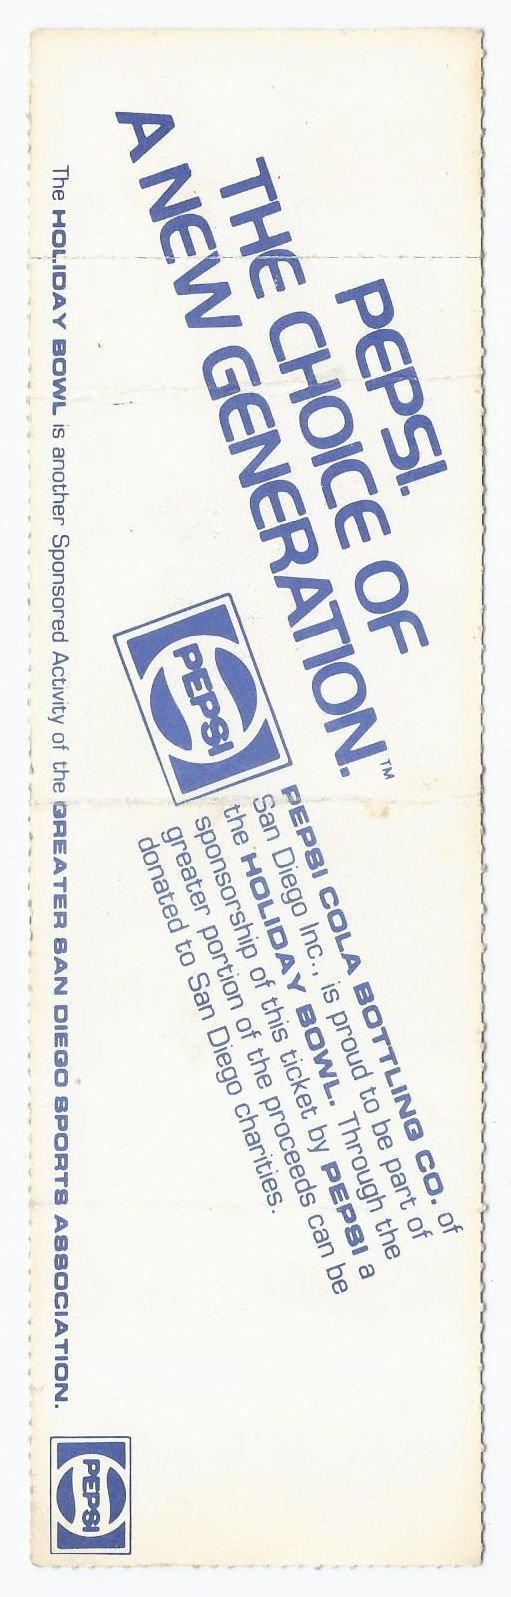 PEPSI.
THE CHOICE OF
A NEW GENERATION.™
PEPSI
PEPSI COLA BOTTLING CO. of
San Diego Inc., is proud to be part of
the HOLIDAY BOWL. Through the
sponsorship of this ticket by PEPSI a
greater portion of the proceeds can be
donated to San Diego charities.
The HOLIDAY BOWL is another Sponsored Activity of the GREATER SAN DIEGO SPORTS ASSOCIATION.
PEPSI